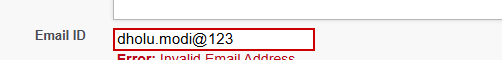 Email ID dholu.modi@123
Error: Invalid Email Address